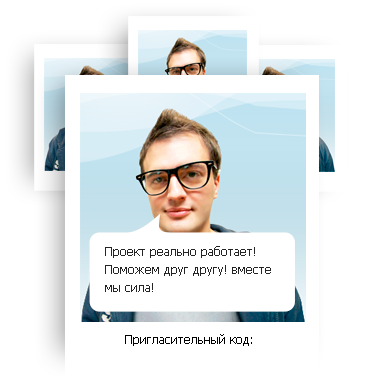 Проект реально работает!
Поможем друг другу! вместе
мы сила!
Пригласительный код: